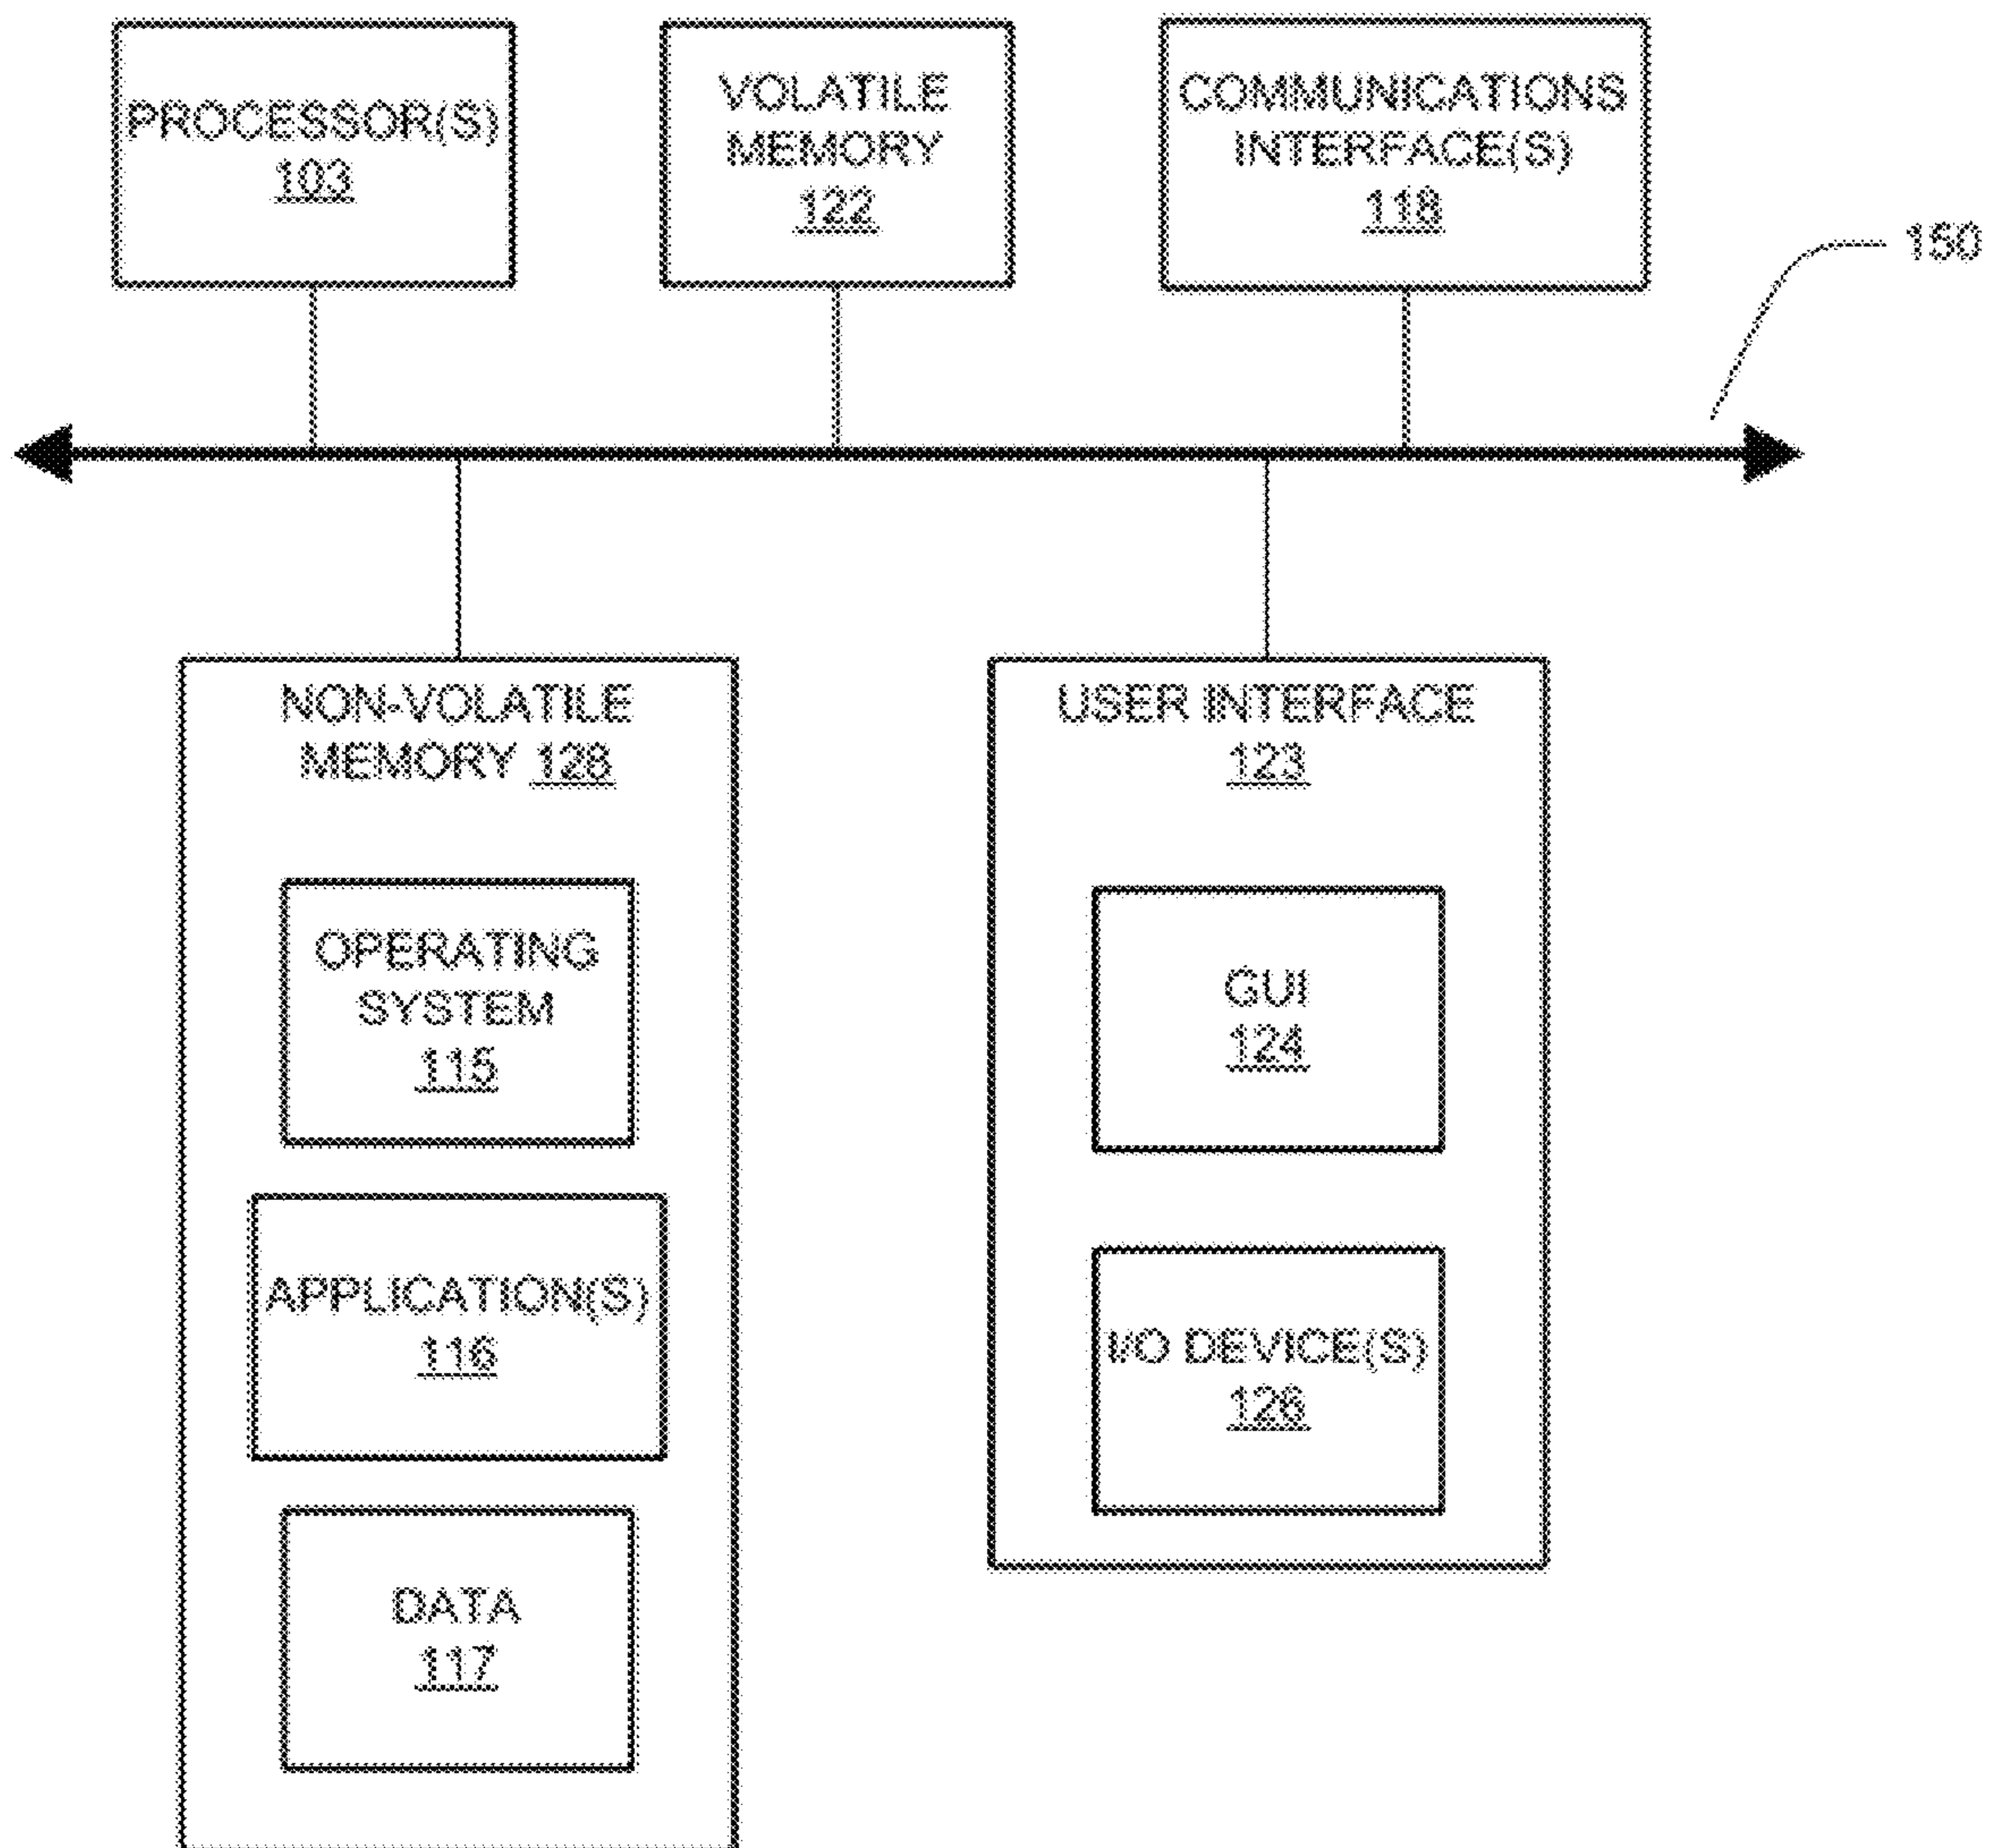 PROCESSOR(S)
103
VOLATILE
MEMORY
122
COMMUNICATIONS
INTERFACE(S)
118
150
NON-VOLATILE
MEMORY 128
OPERATING
SYSTEM
115
APPLICATION(S)
116
DATA
117
USER INTERFACE
123
GUI
124
I/O DEVICE(S)
126